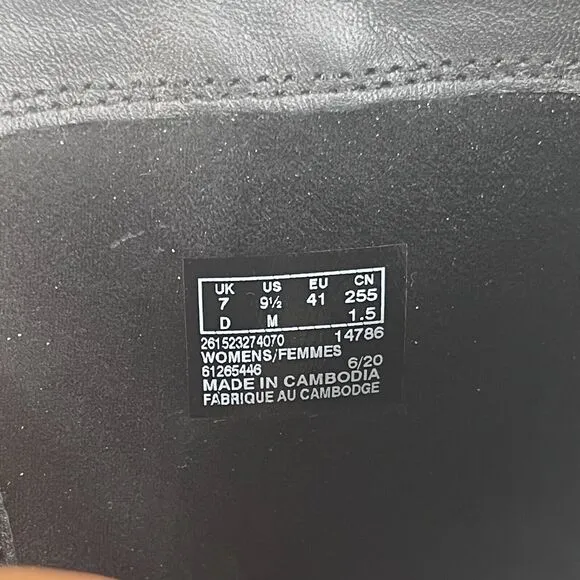 UK US EU CN
7 9½ 41 255
D M 1.5
261523274070 14786
WOMENS/FEMMES
61265446 6/20
MADE IN CAMBODIA
FABRIQUE AU CAMBODGE